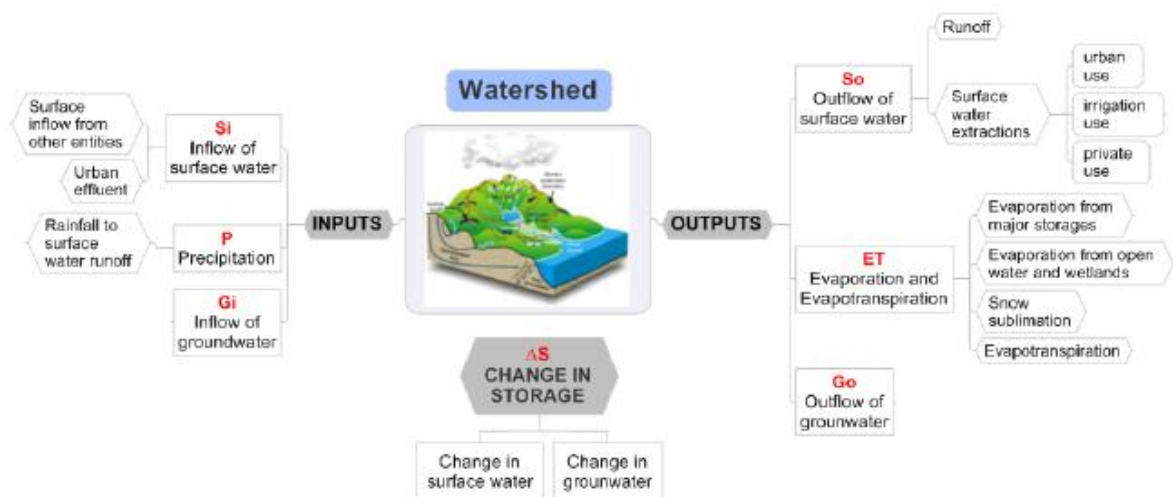 Watershed
INPUTS
Si
Inflow of
surface water
Surface
inflow from
other entities
Urban
effluent
P
Precipitation
Rainfall to
surface
water runoff
Gi
Inflow of
groundwater
ΔS
CHANGE IN
STORAGE
Change in
surface water
Change in
grounwater
OUTPUTS
So
Outflow of
surface water
Runoff
Surface
water
extractions
urban
use
irrigation
use
private
use
ET
Evaporation and
Evapotranspiration
Evaporation from
major storages
Evaporation from open
water and wetlands
Snow
sublimation
Evapotranspiration
Go
Outflow of
grounwater